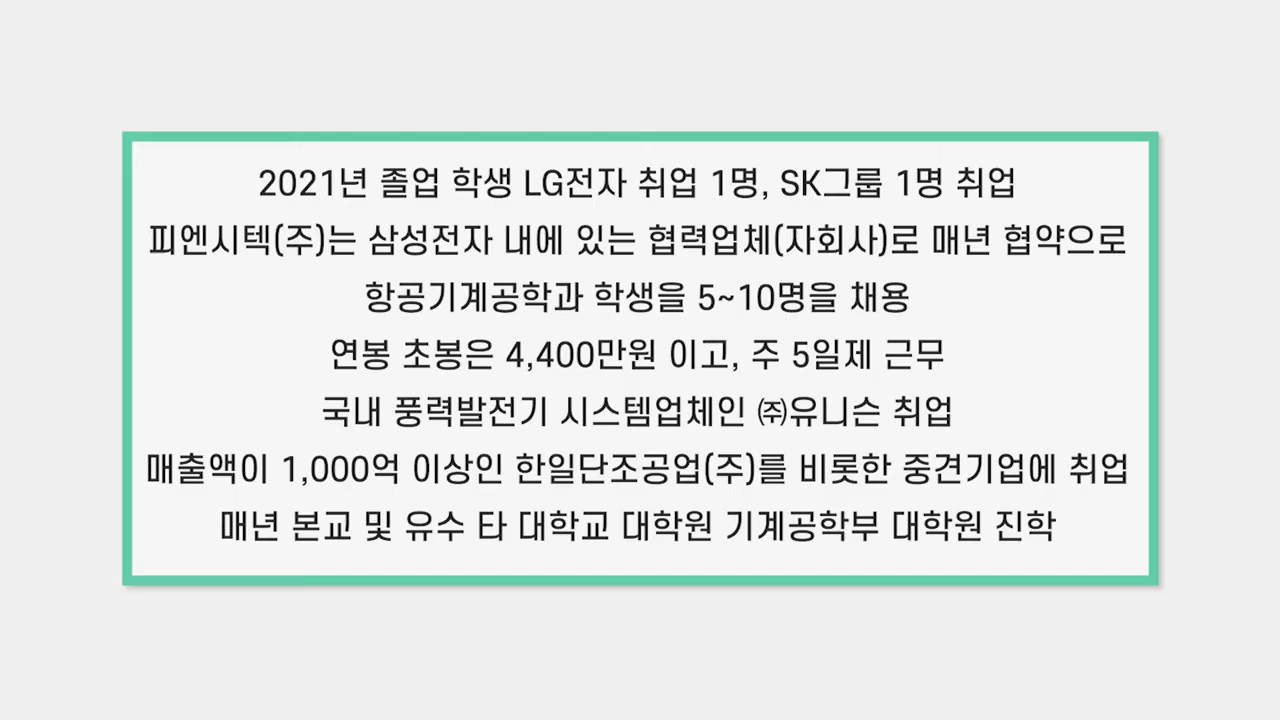 2021년 졸업 학생 LG전자 취업 1명, SK그룹 1명 취업
피엔시텍(주)는 삼성전자 내에 있는 협력업체(자회사)로 매년 협약으로
항공기계공학과 학생을 5~10명을 채용
연봉 초봉은 4,400만원 이고, 주 5일제 근무
국내 풍력발전기 시스템업체인 ㈜유니슨 취업
매출액이 1,000억 이상인 한일단조공업(주)를 비롯한 중견기업에 취업
매년 본교 및 유수 타 대학교 대학원 기계공학부 대학원 진학